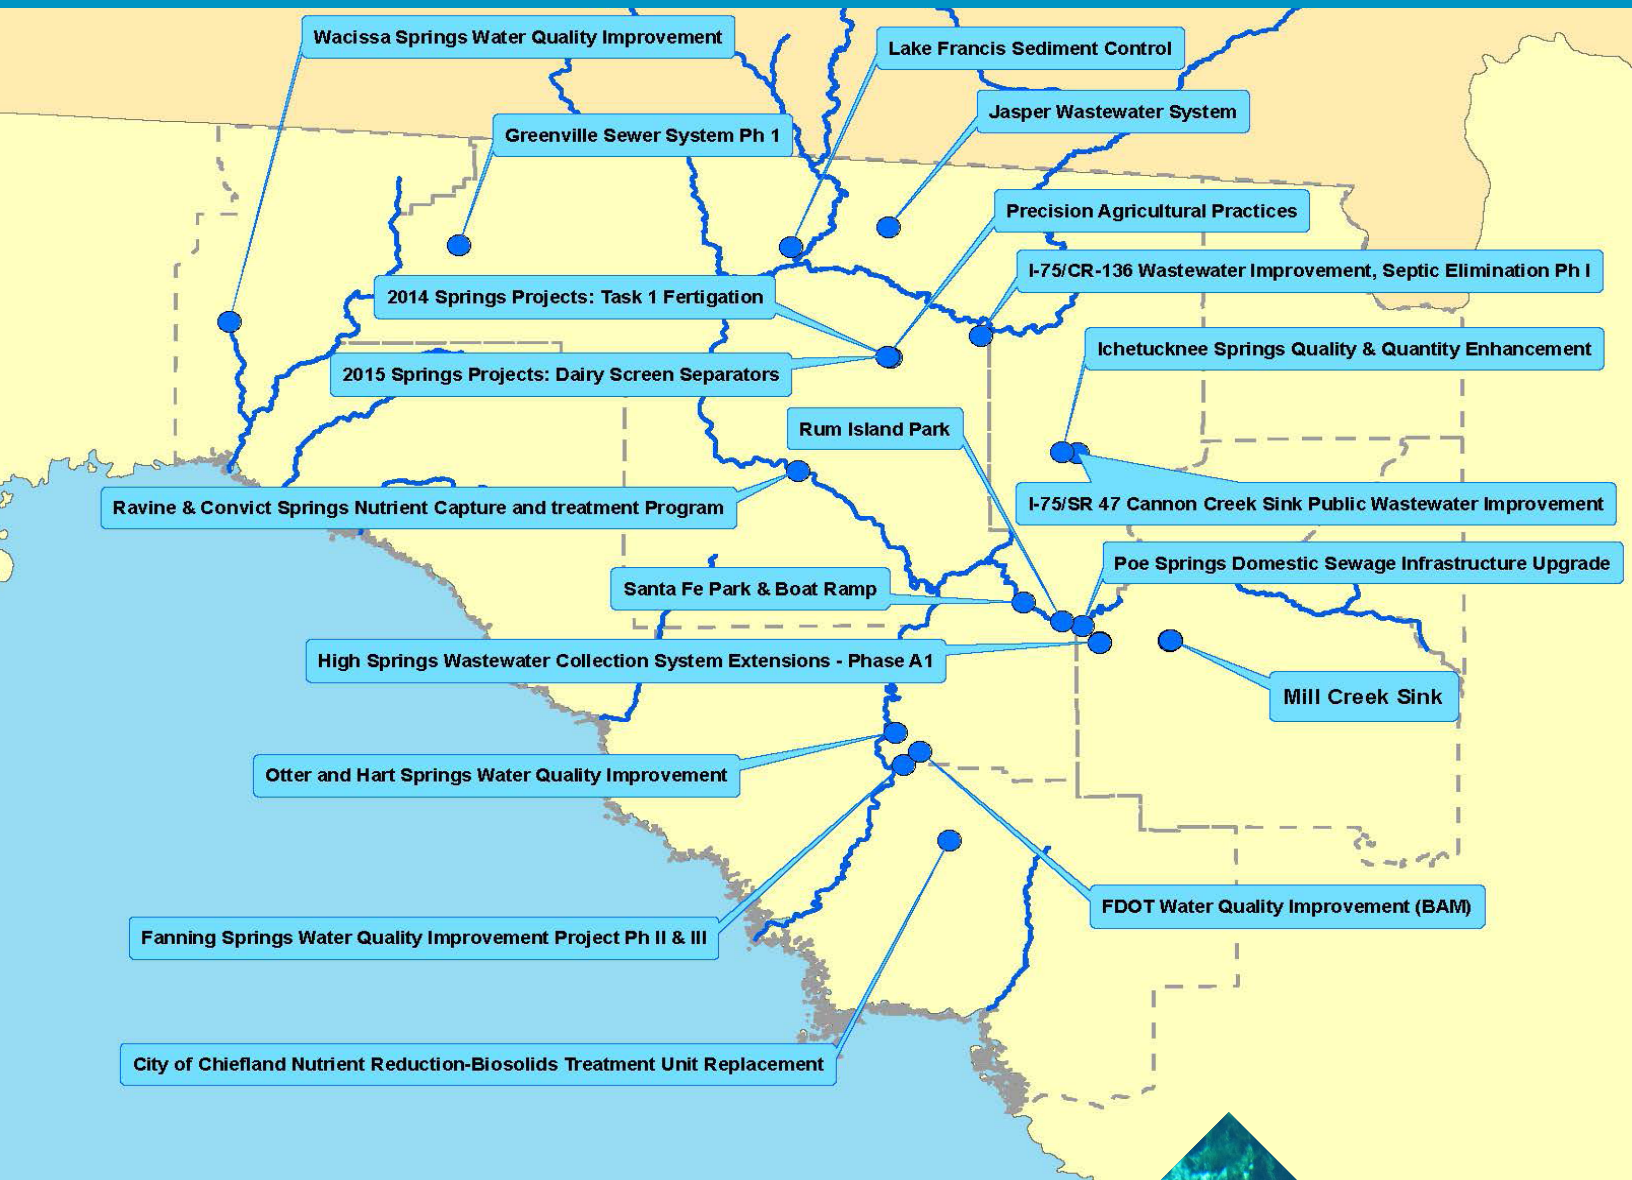 Wacissa Springs Water Quality Improvement
Lake Francis Sediment Control
Jasper Wastewater System
Greenville Sewer System Ph 1
Precision Agricultural Practices
I-75/CR-136 Wastewater Improvement, Septic Elimination Ph I
2014 Springs Projects: Task 1 Fertigation
Ichetucknee Springs Quality & Quantity Enhancement
2015 Springs Projects: Dairy Screen Separators
Rum Island Park
I-75/SR 47 Cannon Creek Sink Public Wastewater Improvement
Ravine & Convict Springs Nutrient Capture and treatment Program
Poe Springs Domestic Sewage Infrastructure Upgrade
Santa Fe Park & Boat Ramp
High Springs Wastewater Collection System Extensions - Phase A1
Mill Creek Sink
Otter and Hart Springs Water Quality Improvement
FDOT Water Quality Improvement (BAM)
Fanning Springs Water Quality Improvement Project Ph II & III
City of Chiefland Nutrient Reduction-Biosolids Treatment Unit Replacement